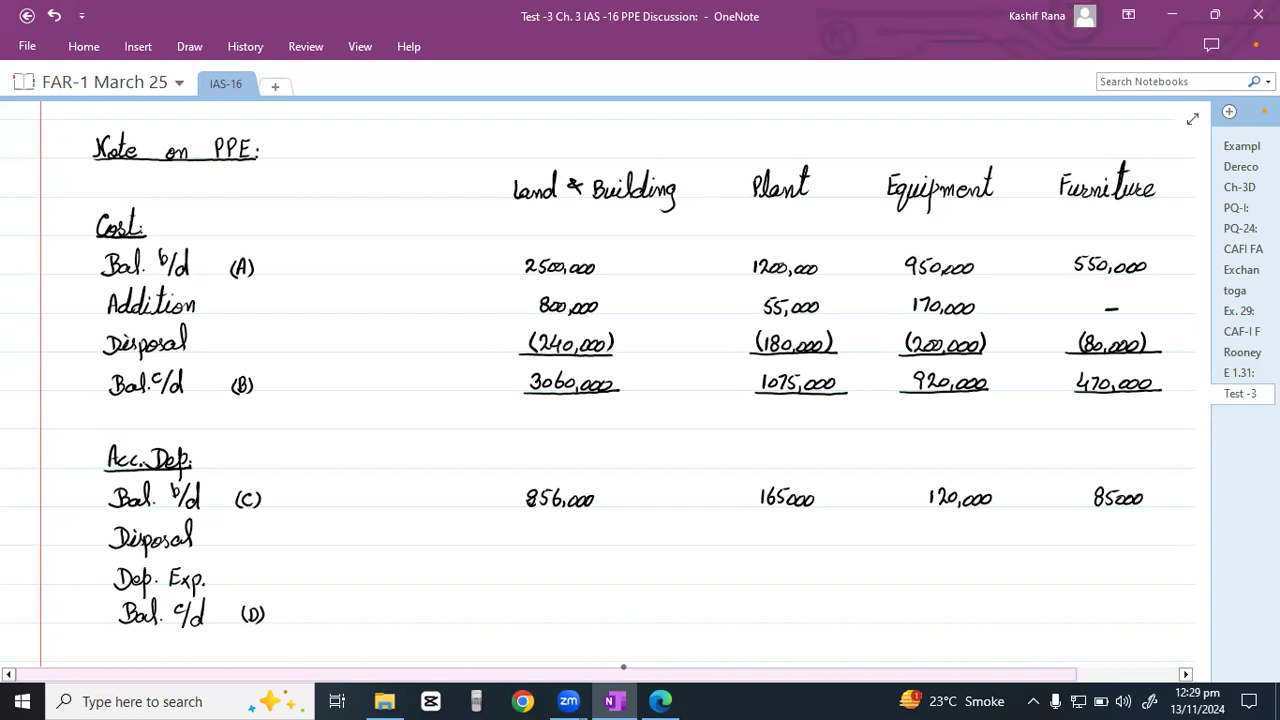 Test -3 Ch. 3 IAS -16 PPE Discussion: - OneNote
Kashif Rana
File Home Insert Draw History Review View Help
FAR-1 March 25
IAS-16
Search Notebooks
Note on PPE:
Land & Building Plant Equipment Furniture
Cost:
Bal. b/d (A) 2500,000 1200,000 950,000 550,000
Addition 800,000 55,000 170,000 -
Disposal (240,000) (180,000) (200,000) (80,000)
Bal. c/d (B) 3060,000 1075,000 920,000 470,000
Acc. Dep.
Bal. b/d (C) 856,000 165000 120,000 85000
Disposal
Dep. Exp.
Bal. c/d (D)
Exampl
Dereco
Ch-3D
PQ-I:
PQ-24:
CAFI FA
Exchan
toga
Ex. 29:
CAF-I F
Rooney
E 1.31:
Test -3
Type here to search
23°C Smoke
12:29 pm
13/11/2024